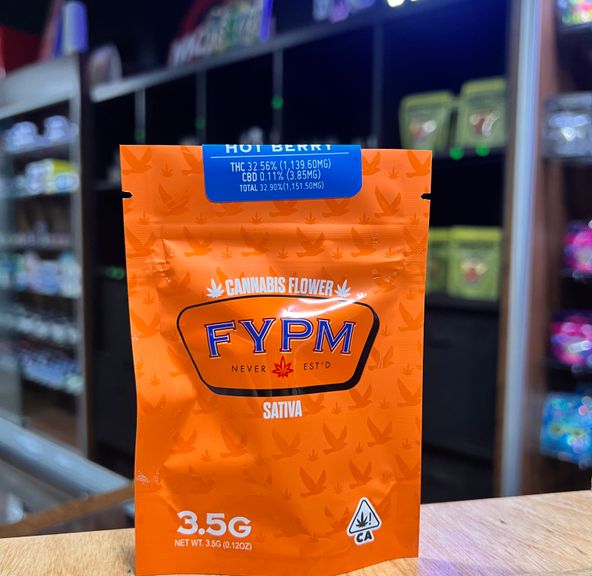 HOT BERRY
THC 32.56% (1,139.60MG)
CBD 0.11% (3.85MG)
TOTAL 32.90% (1,151.50MG)
CANNABIS FLOWER
FYPM
NEVER EST'D
SATIVA
3.5G
NET WT. 3.5G (0.12OZ)
!
CA